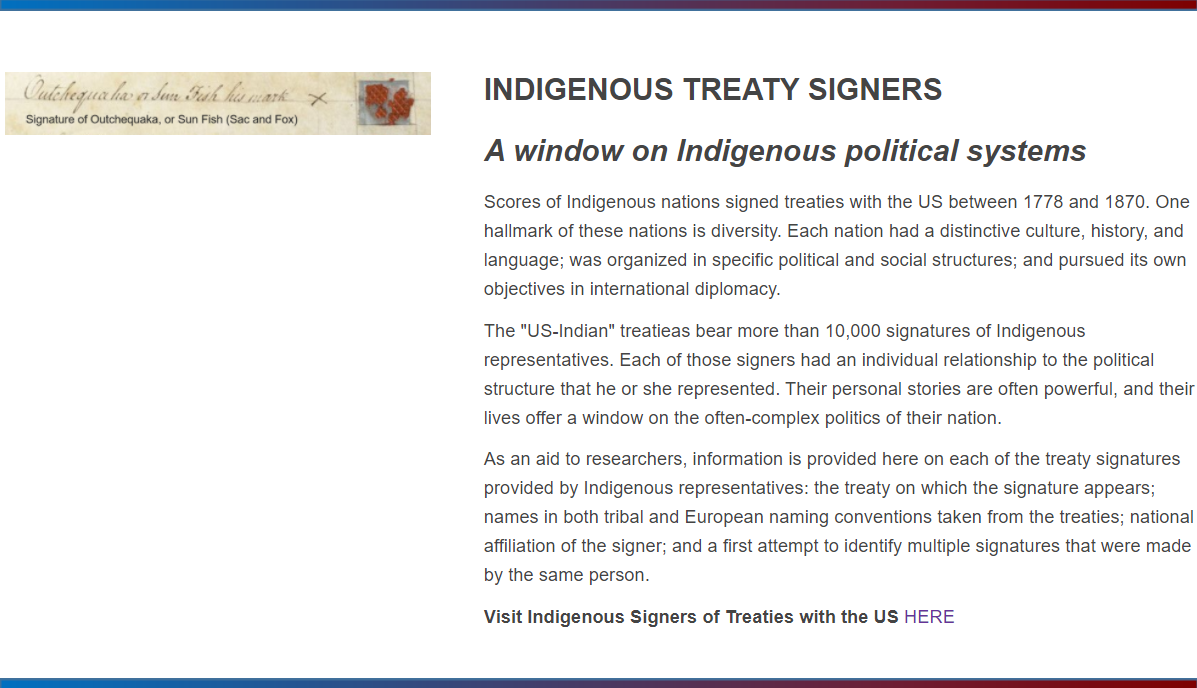 Outchequaka or Sun Fish his mark X
Signature of Outchequaka, or Sun Fish (Sac and Fox)
INDIGENOUS TREATY SIGNERS
A window on Indigenous political systems
Scores of Indigenous nations signed treaties with the US between 1778 and 1870. One
hallmark of these nations is diversity. Each nation had a distinctive culture, history, and
language; was organized in specific political and social structures; and pursued its own
objectives in international diplomacy.
The "US-Indian" treatieas bear more than 10,000 signatures of Indigenous
representatives. Each of those signers had an individual relationship to the political
structure that he or she represented. Their personal stories are often powerful, and their
lives offer a window on the often-complex politics of their nation.
As an aid to researchers, information is provided here on each of the treaty signatures
provided by Indigenous representatives: the treaty on which the signature appears;
names in both tribal and European naming conventions taken from the treaties; national
affiliation of the signer; and a first attempt to identify multiple signatures that were made
by the same person.
Visit Indigenous Signers of Treaties with the US HERE